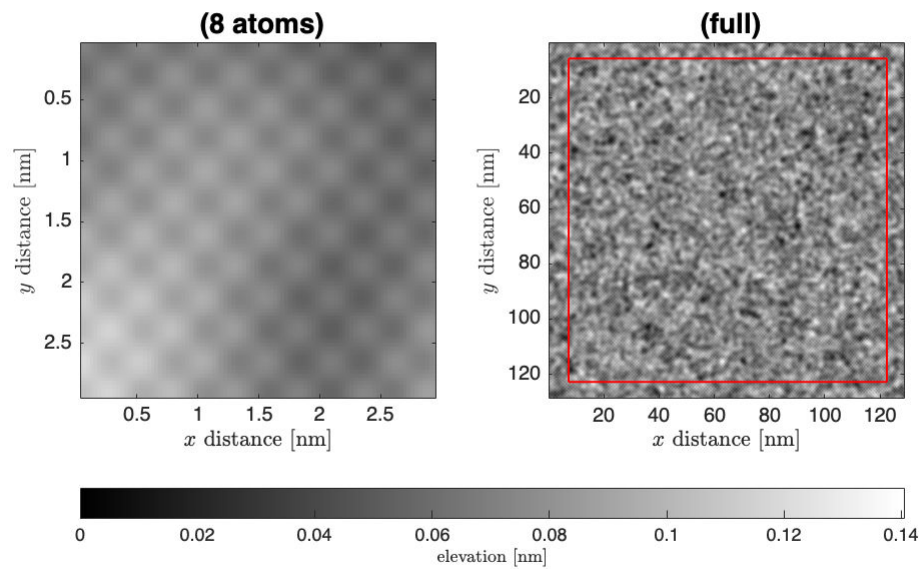 (8 atoms)
(full)
0.5
1
1.5
2
2.5
y distance [nm]
0.5 1 1.5 2 2.5
x distance [nm]
20
40
60
80
100
120
y distance [nm]
20 40 60 80 100 120
x distance [nm]
0 0.02 0.04 0.06 0.08 0.1 0.12 0.14
elevation [nm]